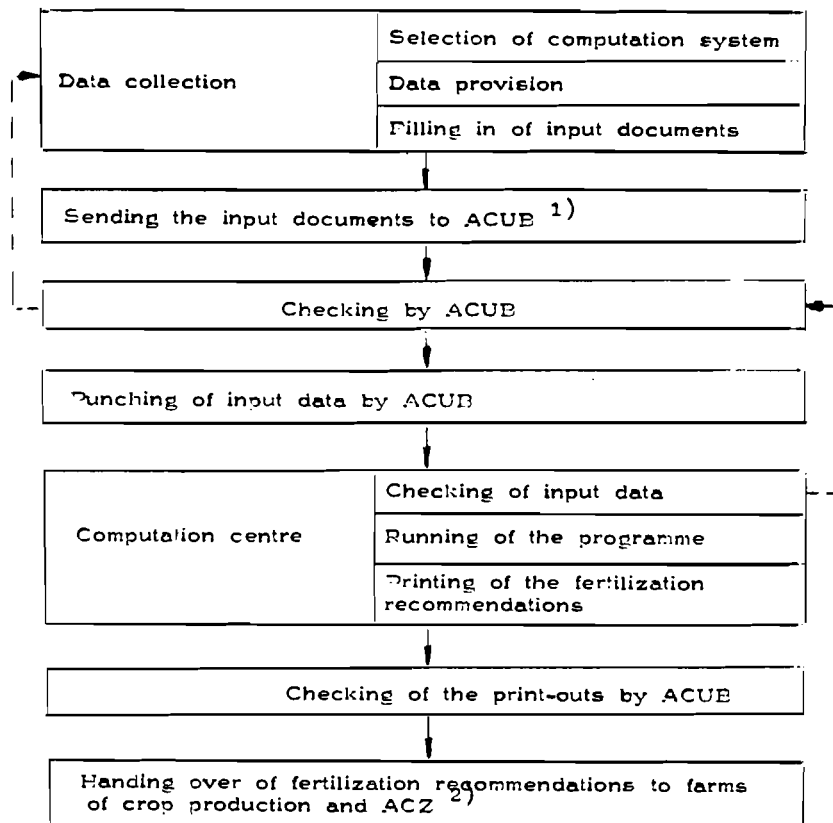 Selection of computation system
Data collection
Data provision
Filling in of input documents
Sending the input documents to ACUB 1)
Checking by ACUB
Punching of input data by ACUB
Checking of input data
Computation centre
Running of the programme
Printing of the fertilization
recommendations
Checking of the print-outs by ACUB
Handing over of fertilization recommendations to farms
of crop production and ACZ 2)